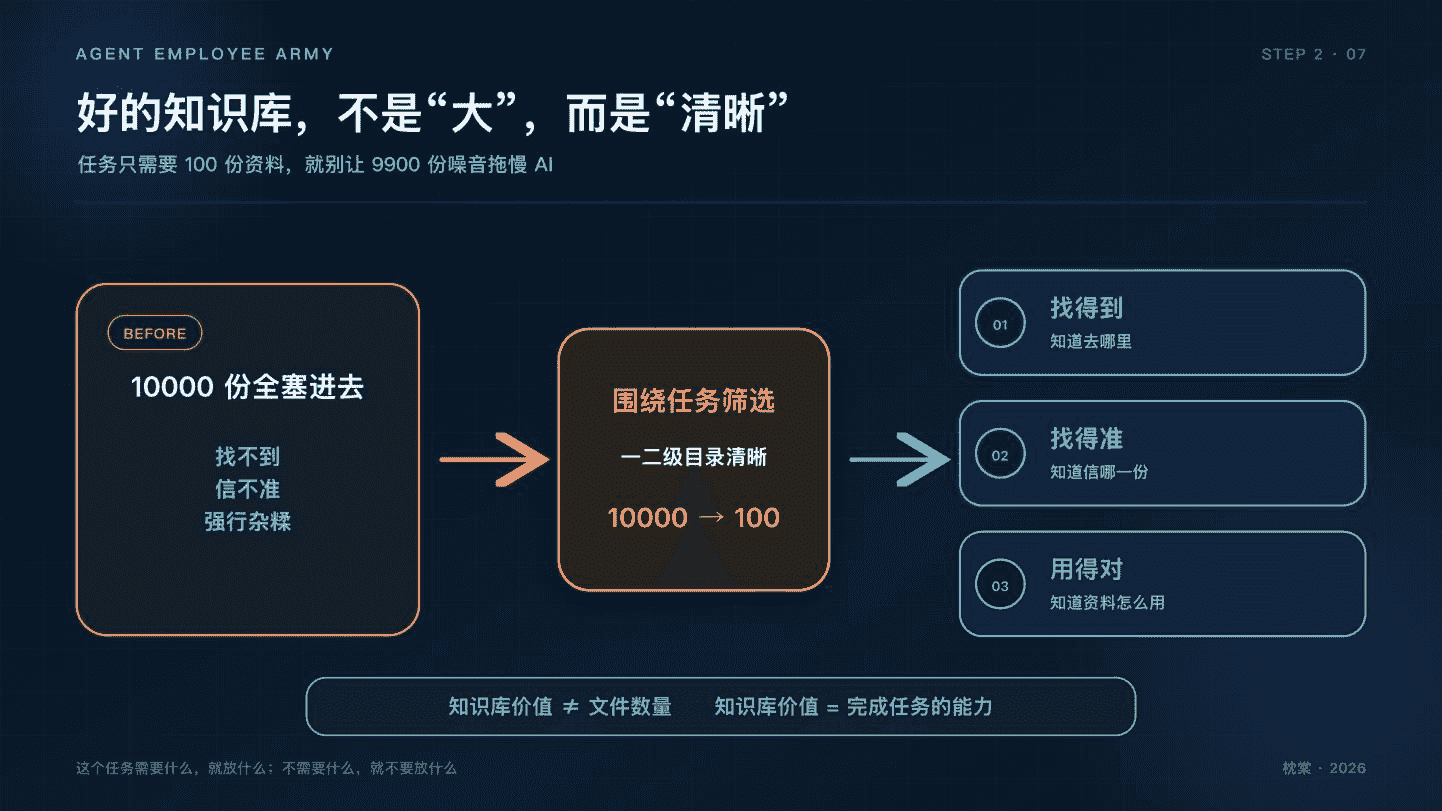 AGENT EMPLOYEE ARMY
STEP 2 · 07
好的知识库，不是“大”，而是“清晰”
任务只需要 100 份资料，就别让 9900 份噪音拖慢 AI
BEFORE
10000 份全塞进去
找不到
信不准
强行杂糅
围绕任务筛选
一二级目录清晰
10000 → 100
01
找得到
知道去哪里
02
找得准
知道信哪一份
03
用得对
知道资料怎么用
知识库价值 ≠ 文件数量 知识库价值 = 完成任务的能力
这个任务需要什么，就放什么；不需要什么，就不要放什么
枕棠 · 2026